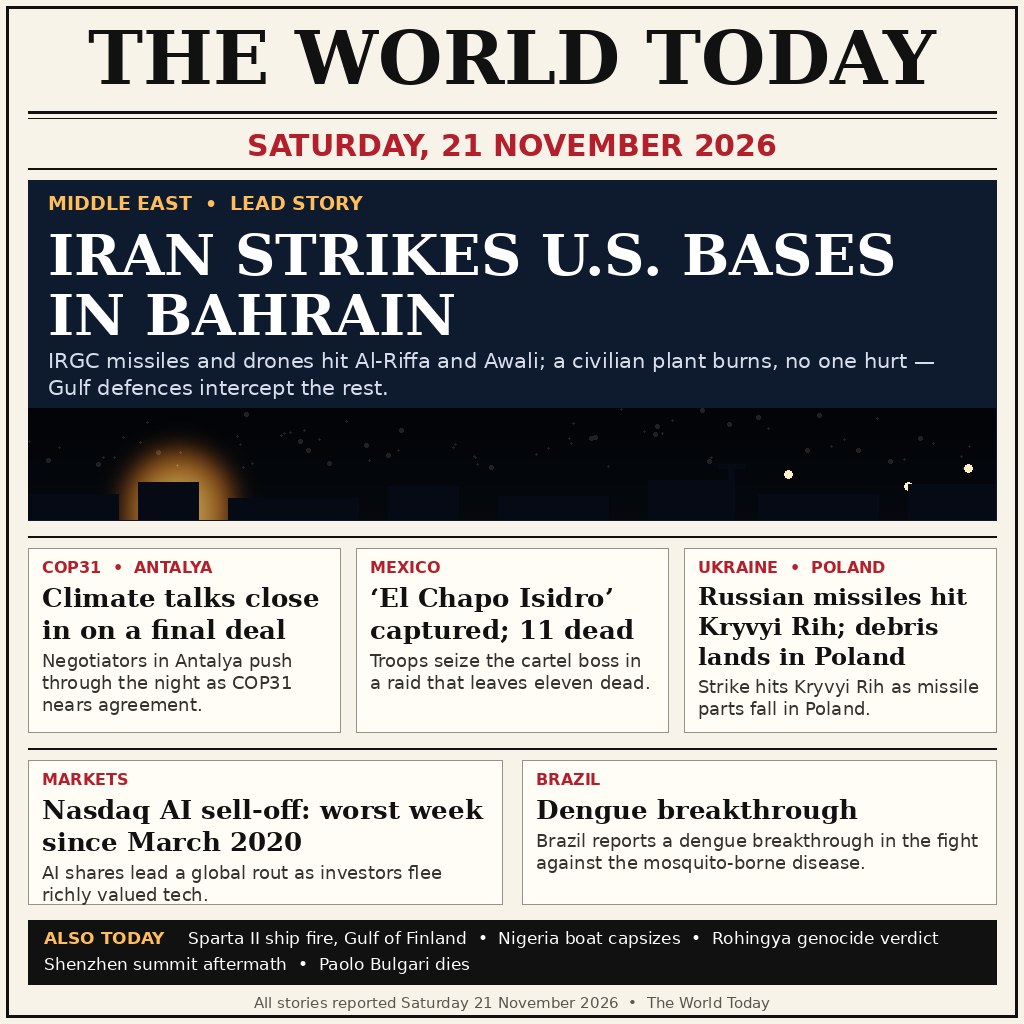 THE WORLD TODAY
SATURDAY, 21 NOVEMBER 2026
MIDDLE EAST • LEAD STORY
IRAN STRIKES U.S. BASES
IN BAHRAIN
IRGC missiles and drones hit Al-Riffa and Awali; a civilian plant burns, no one hurt —
Gulf defences intercept the rest.
COP31 • ANTALYA
Climate talks close
in on a final deal
Negotiators in Antalya push
through the night as COP31
nears agreement.
MEXICO
‘El Chapo Isidro’
captured; 11 dead
Troops seize the cartel boss in
a raid that leaves eleven dead.
UKRAINE • POLAND
Russian missiles hit
Kryvyi Rih; debris
lands in Poland
Strike hits Kryvyi Rih as missile
parts fall in Poland.
MARKETS
Nasdaq AI sell-off: worst week
since March 2020
AI shares lead a global rout as investors flee
richly valued tech.
BRAZIL
Dengue breakthrough
Brazil reports a dengue breakthrough in the fight
against the mosquito-borne disease.
ALSO TODAY Sparta II ship fire, Gulf of Finland • Nigeria boat capsizes • Rohingya genocide verdict
Shenzhen summit aftermath • Paolo Bulgari dies
All stories reported Saturday 21 November 2026 • The World Today